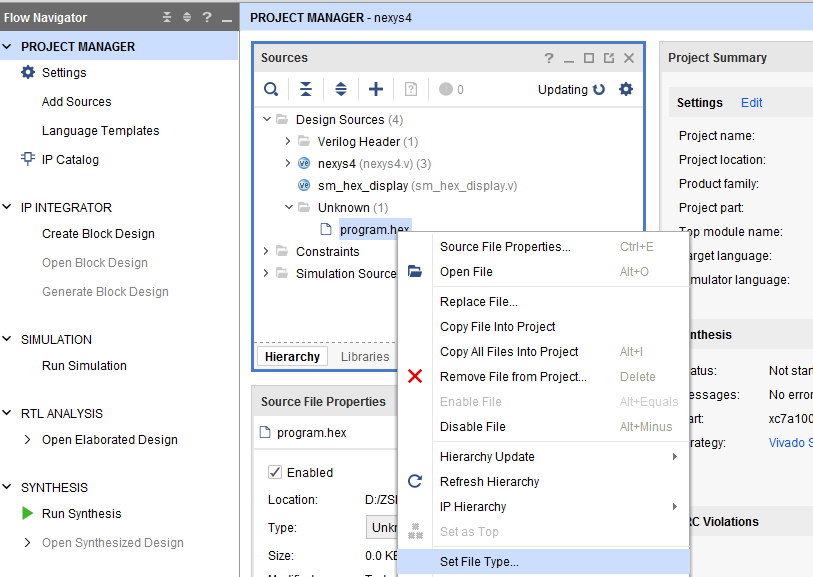 Flow Navigator
PROJECT MANAGER
Settings
Add Sources
Language Templates
IP Catalog
IP INTEGRATOR
Create Block Design
Open Block Design
Generate Block Design
SIMULATION
Run Simulation
RTL ANALYSIS
Open Elaborated Design
SYNTHESIS
Run Synthesis
Open Synthesized Design
PROJECT MANAGER - nexys4
Sources
0
Updating
Design Sources (4)
Verilog Header (1)
nexys4 (nexys4.v) (3)
sm_hex_display (sm_hex_display.v)
Unknown (1)
program.hex
Constraints
Simulation Source
Hierarchy Libraries
Source File Properties
program.hex
Enabled
Location: D:/ZS
Type: Unkn
Size: 0.0 KB
Source File Properties... Ctrl+E
Open File Alt+O
Replace File...
Copy File Into Project
Copy All Files Into Project Alt+I
Remove File from Project... Delete
Enable File Alt+Equals
Disable File Alt+Minus
Hierarchy Update
Refresh Hierarchy
IP Hierarchy
Set as Top
Set File Type...
Project Summary
Settings Edit
Project name:
Project location:
Product family:
Project part:
Top module name:
arget language:
mulator language:
nthesis
atus: Not start
essages: No error
art: xc7a100
rategy: Vivado S
RC Violations